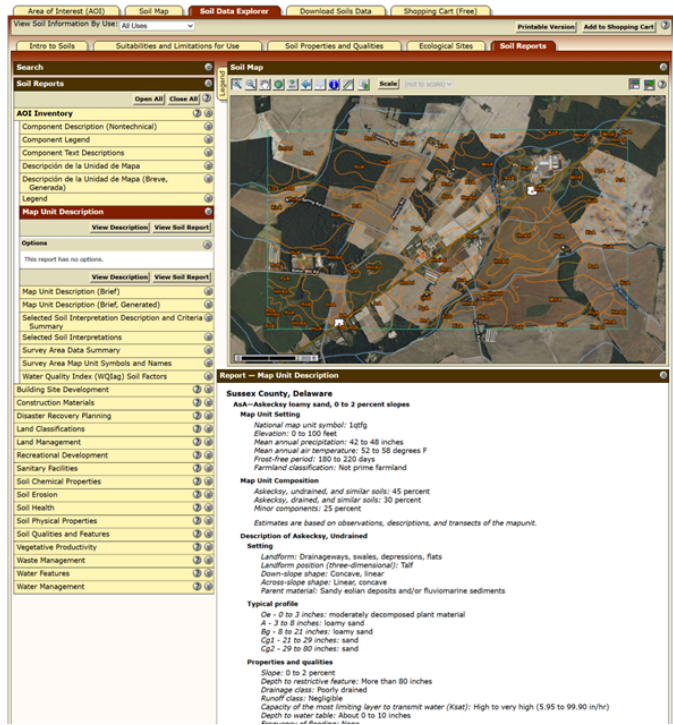 Area of Interest (AOI)
Soil Map
Soil Data Explorer
Download Soils Data
Shopping Cart (Free)
View Soil Information By Use: All Uses
Printable Version
Add to Shopping Cart
Intro to Soils
Suitabilities and Limitations for Use
Soil Properties and Qualities
Ecological Sites
Soil Reports
Search
Soil Reports
Open All
Close All
AOI Inventory
Component Description (Nontechnical)
Component Legend
Component Text Descriptions
Descripción de la Unidad de Mapa
Descripción de la Unidad de Mapa (Breve,
Generada)
Legend
Map Unit Description
View Description
View Soil Report
Options
This report has no options.
View Description
View Soil Report
Map Unit Description (Brief)
Map Unit Description (Brief, Generated)
Selected Soil Interpretation Description and Criteria
Summary
Selected Soil Interpretations
Survey Area Data Summary
Survey Area Map Unit Symbols and Names
Water Quality Index (WQIag) Soil Factors
Building Site Development
Construction Materials
Disaster Recovery Planning
Land Classifications
Land Management
Recreational Development
Sanitary Facilities
Soil Chemical Properties
Soil Erosion
Soil Health
Soil Physical Properties
Soil Qualities and Features
Vegetative Productivity
Waste Management
Water Features
Water Management
Legend
Soil Map
Scale
(not to scale)
Report — Map Unit Description
Sussex County, Delaware
AsA—Askecksy loamy sand, 0 to 2 percent slopes
Map Unit Setting
National map unit symbol: 1qtfg
Elevation: 0 to 100 feet
Mean annual precipitation: 42 to 48 inches
Mean annual air temperature: 52 to 58 degrees F
Frost-free period: 180 to 220 days
Farmland classification: Not prime farmland
Map Unit Composition
Askecksy, undrained, and similar soils: 45 percent
Askecksy, drained, and similar soils: 30 percent
Minor components: 25 percent
Estimates are based on observations, descriptions, and transects of the mapunit.
Description of Askecksy, Undrained
Setting
Landform: Drainageways, swales, depressions, flats
Landform position (three-dimensional): Talf
Down-slope shape: Concave, linear
Across-slope shape: Linear, concave
Parent material: Sandy eolian deposits and/or fluviomarine sediments
Typical profile
Oe - 0 to 3 inches: moderately decomposed plant material
A - 3 to 8 inches: loamy sand
Bg - 8 to 21 inches: loamy sand
Cg1 - 21 to 29 inches: sand
Cg2 - 29 to 80 inches: sand
Properties and qualities
Slope: 0 to 2 percent
Depth to restrictive feature: More than 80 inches
Drainage class: Poorly drained
Runoff class: Negligible
Capacity of the most limiting layer to transmit water (Ksat): High to very high (5.95 to 99.90 in/hr)
Depth to water table: About 0 to 10 inches
Frequency of flooding: None